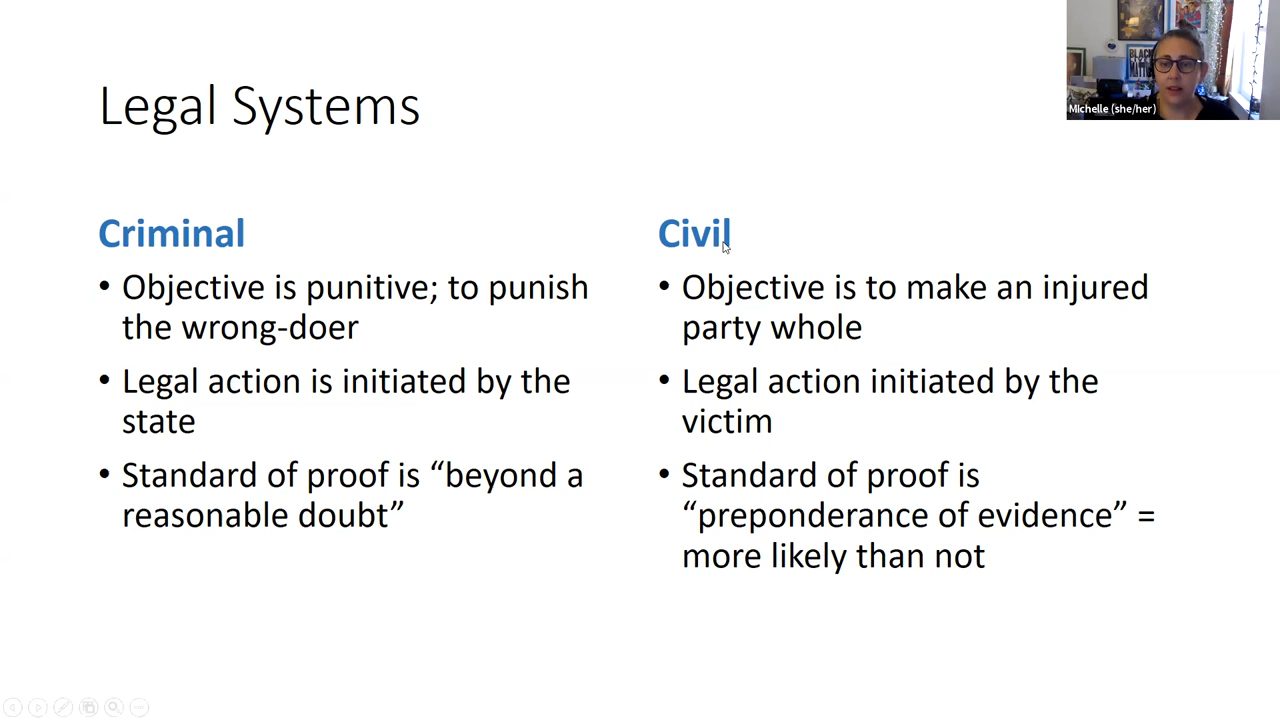 Legal Systems
Michelle (she/her)
Criminal
• Objective is punitive; to punish
the wrong-doer
• Legal action is initiated by the
state
• Standard of proof is “beyond a
reasonable doubt”
Civil
• Objective is to make an injured
party whole
• Legal action initiated by the
victim
• Standard of proof is
“preponderance of evidence” =
more likely than not